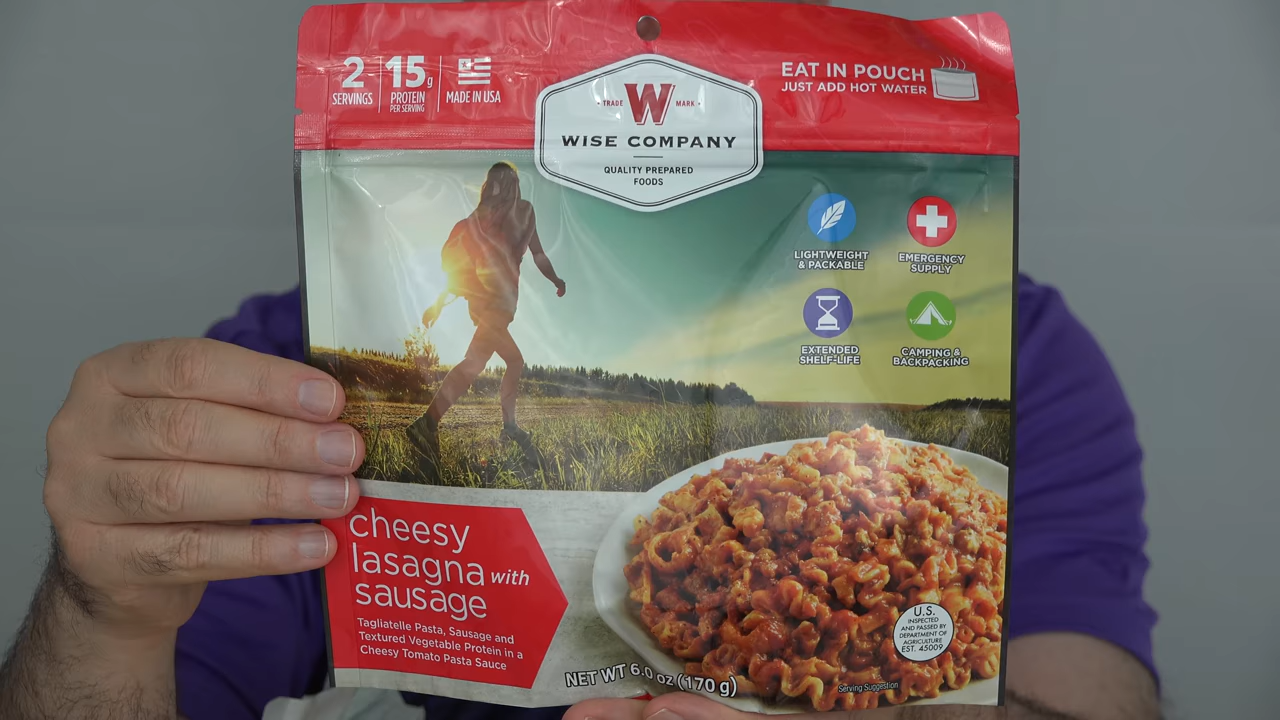 2
SERVINGS
15g
PROTEIN
PER SERVING
MADE IN USA
TRADE W MARK
WISE COMPANY
QUALITY PREPARED
FOODS
EAT IN POUCH
JUST ADD HOT WATER
LIGHTWEIGHT
& PACKABLE
EMERGENCY
SUPPLY
EXTENDED
SHELF-LIFE
CAMPING &
BACKPACKING
cheesy
lasagna with
sausage
Tagliatelle Pasta, Sausage and
Textured Vegetable Protein in a
Cheesy Tomato Pasta Sauce
NET WT 6.0 oz (170 g)
U.S.
INSPECTED
AND PASSED BY
DEPARTMENT OF
AGRICULTURE
EST. 45009
Serving Suggestion